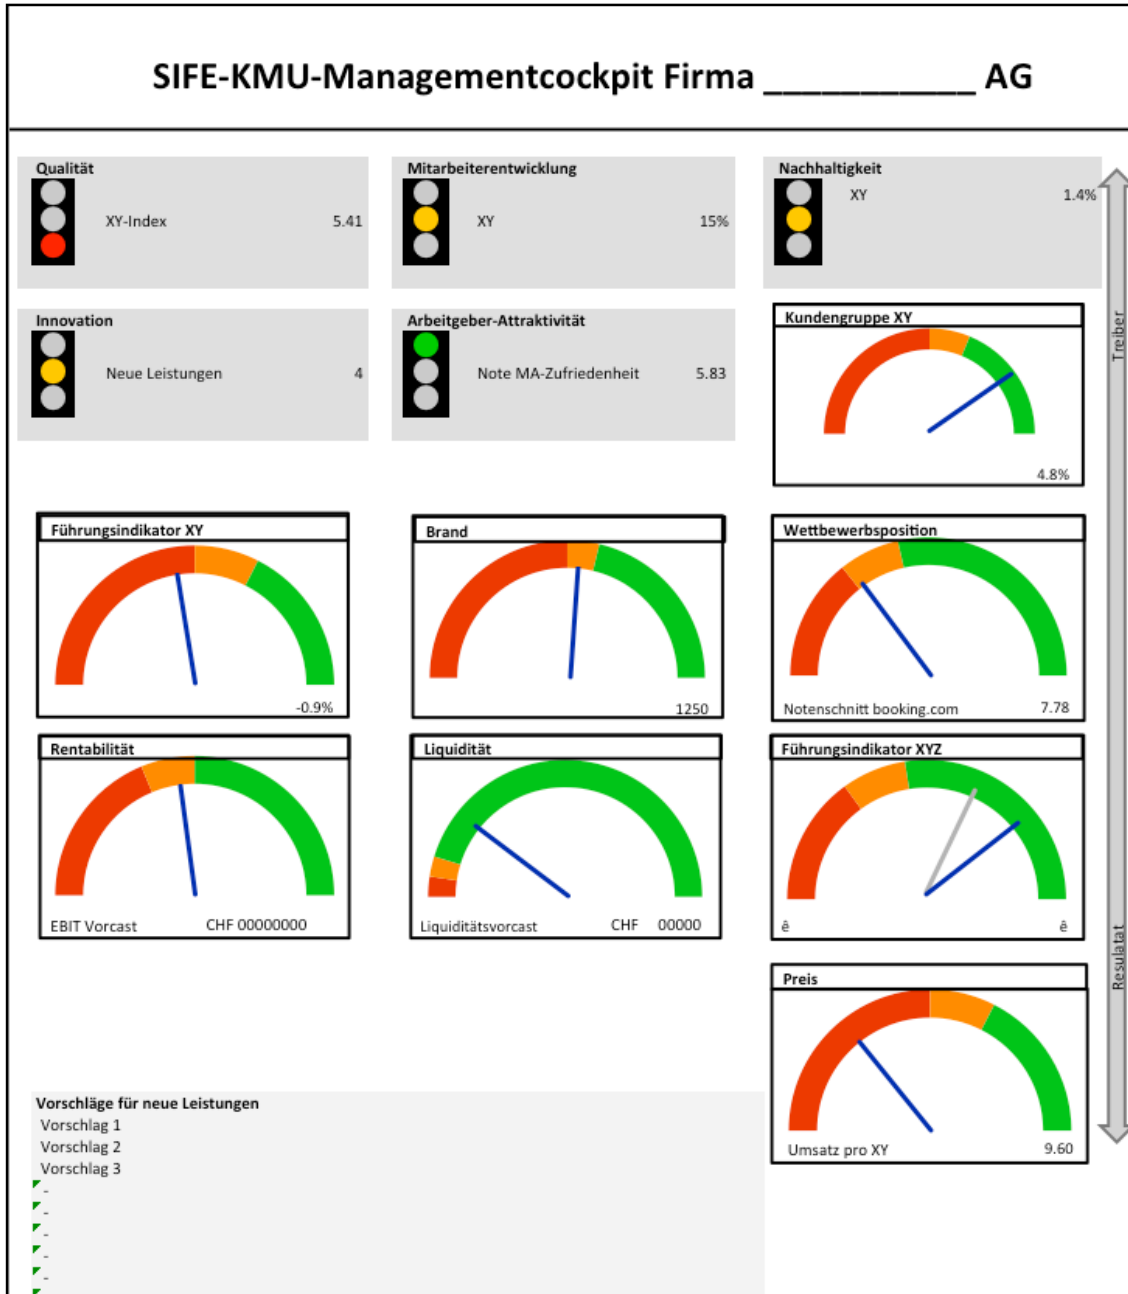 SIFE-KMU-Managementcockpit Firma ___________ AG
Qualität
XY-Index 5.41
Mitarbeiterentwicklung
XY 15%
Nachhaltigkeit
XY 1.4%
Innovation
Neue Leistungen 4
Arbeitgeber-Attraktivität
Note MA-Zufriedenheit 5.83
Kundengruppe XY
4.8%
Treiber
Führungsindikator XY
-0.9%
Brand
1250
Wettbewerbsposition
Notenschnitt booking.com 7.78
Rentabilität
EBIT Vorcast CHF 00000000
Liquidität
Liquiditätsvorcast CHF 00000
Führungsindikator XYZ
ê ê
Resulatat
Preis
Umsatz pro XY 9.60
Vorschläge für neue Leistungen
Vorschlag 1
Vorschlag 2
Vorschlag 3
-
-
-
-
-